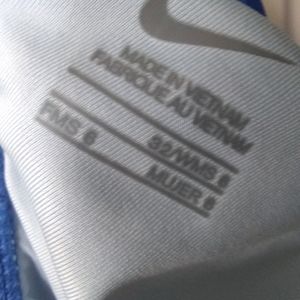 MADE IN VIETNAM
FABRIQUE AU VIETNAM
32/WMS 6
FMS 6
MUJER 6